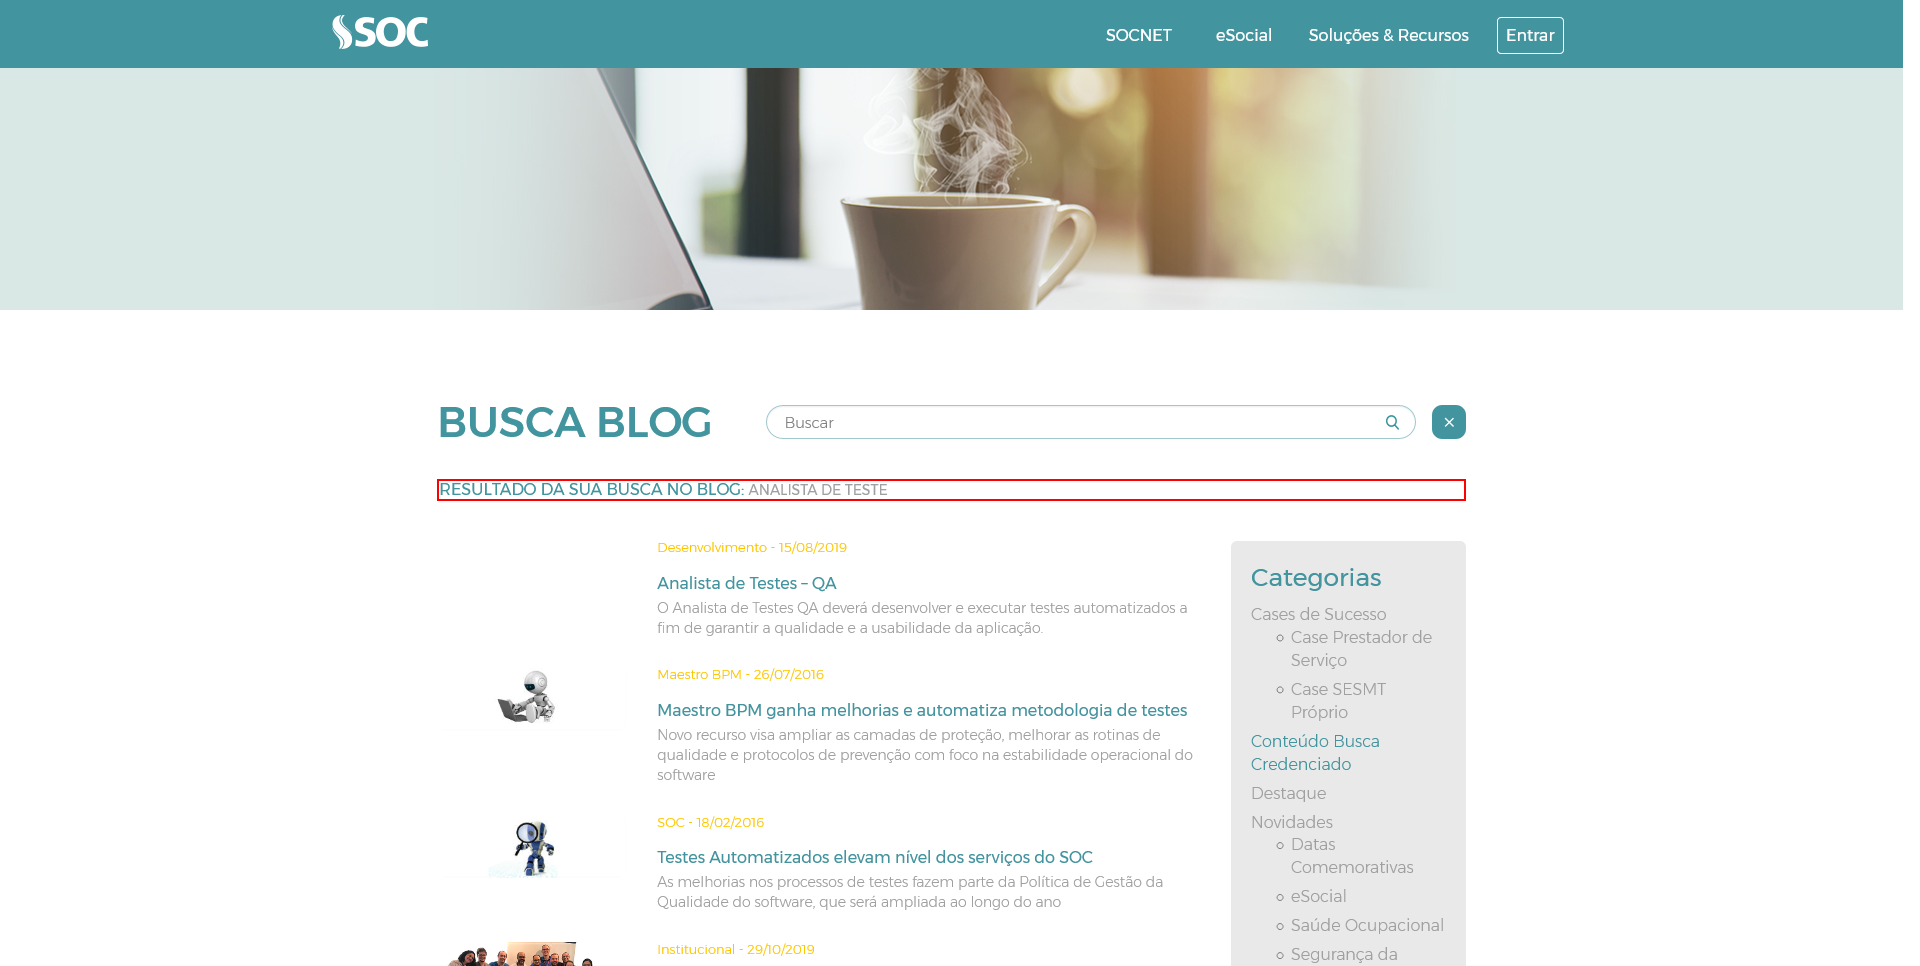 SOC
SOCNET
eSocial
Soluções & Recursos
Entrar
BUSCA BLOG
Buscar
RESULTADO DA SUA BUSCA NO BLOG: ANALISTA DE TESTE
Desenvolvimento - 15/08/2019
Analista de Testes – QA
O Analista de Testes QA deverá desenvolver e executar testes automatizados a
fim de garantir a qualidade e a usabilidade da aplicação.
Maestro BPM - 26/07/2016
Maestro BPM ganha melhorias e automatiza metodologia de testes
Novo recurso visa ampliar as camadas de proteção, melhorar as rotinas de
qualidade e protocolos de prevenção com foco na estabilidade operacional do
software
SOC - 18/02/2016
Testes Automatizados elevam nível dos serviços do SOC
As melhorias nos processos de testes fazem parte da Política de Gestão da
Qualidade do software, que será ampliada ao longo do ano
Institucional - 29/10/2019
Categorias
Cases de Sucesso
Case Prestador de
Serviço
Case SESMT
Próprio
Conteúdo Busca
Credenciado
Destaque
Novidades
Datas
Comemorativas
eSocial
Saúde Ocupacional
Segurança da